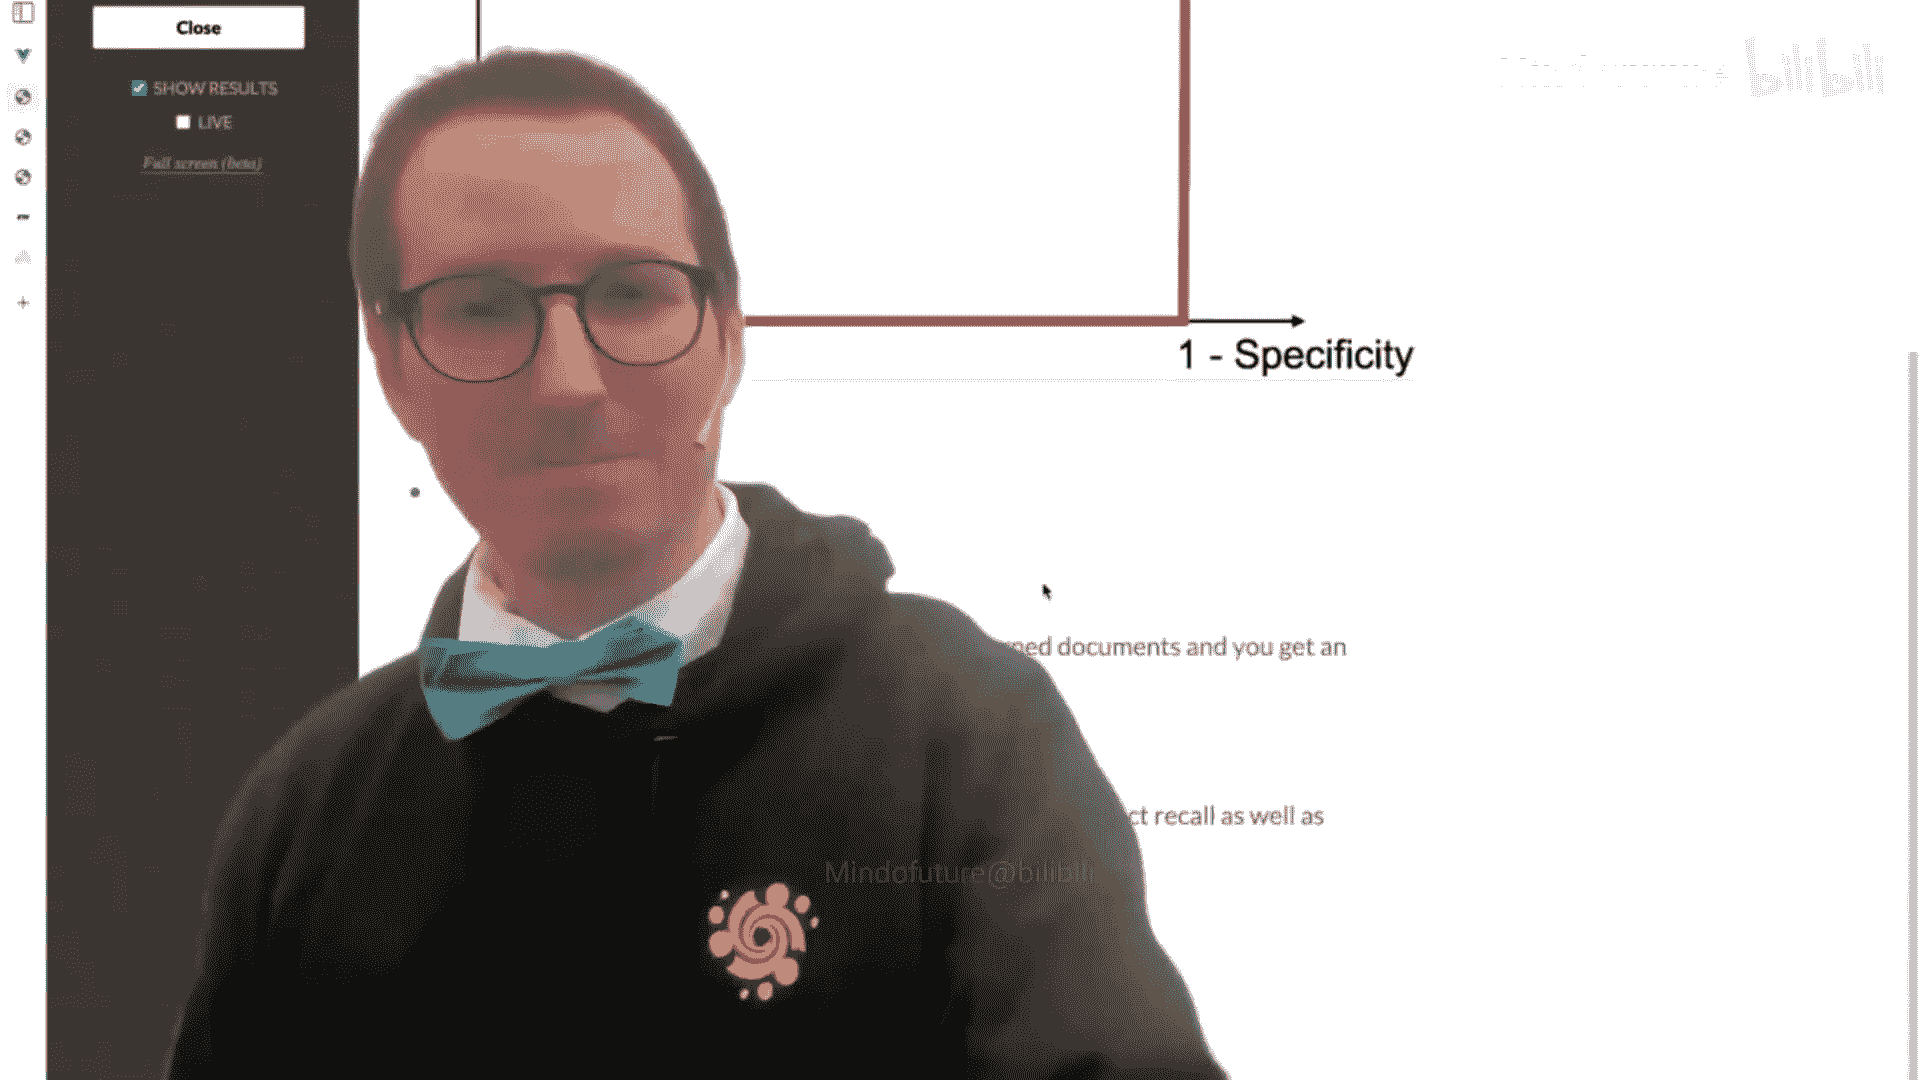 Close
SHOW RESULTS
LIVE
Full screen (beta)
bilibili
1 - Specificity
documents and you get an
recall as well as
Mindofuture@bilibili